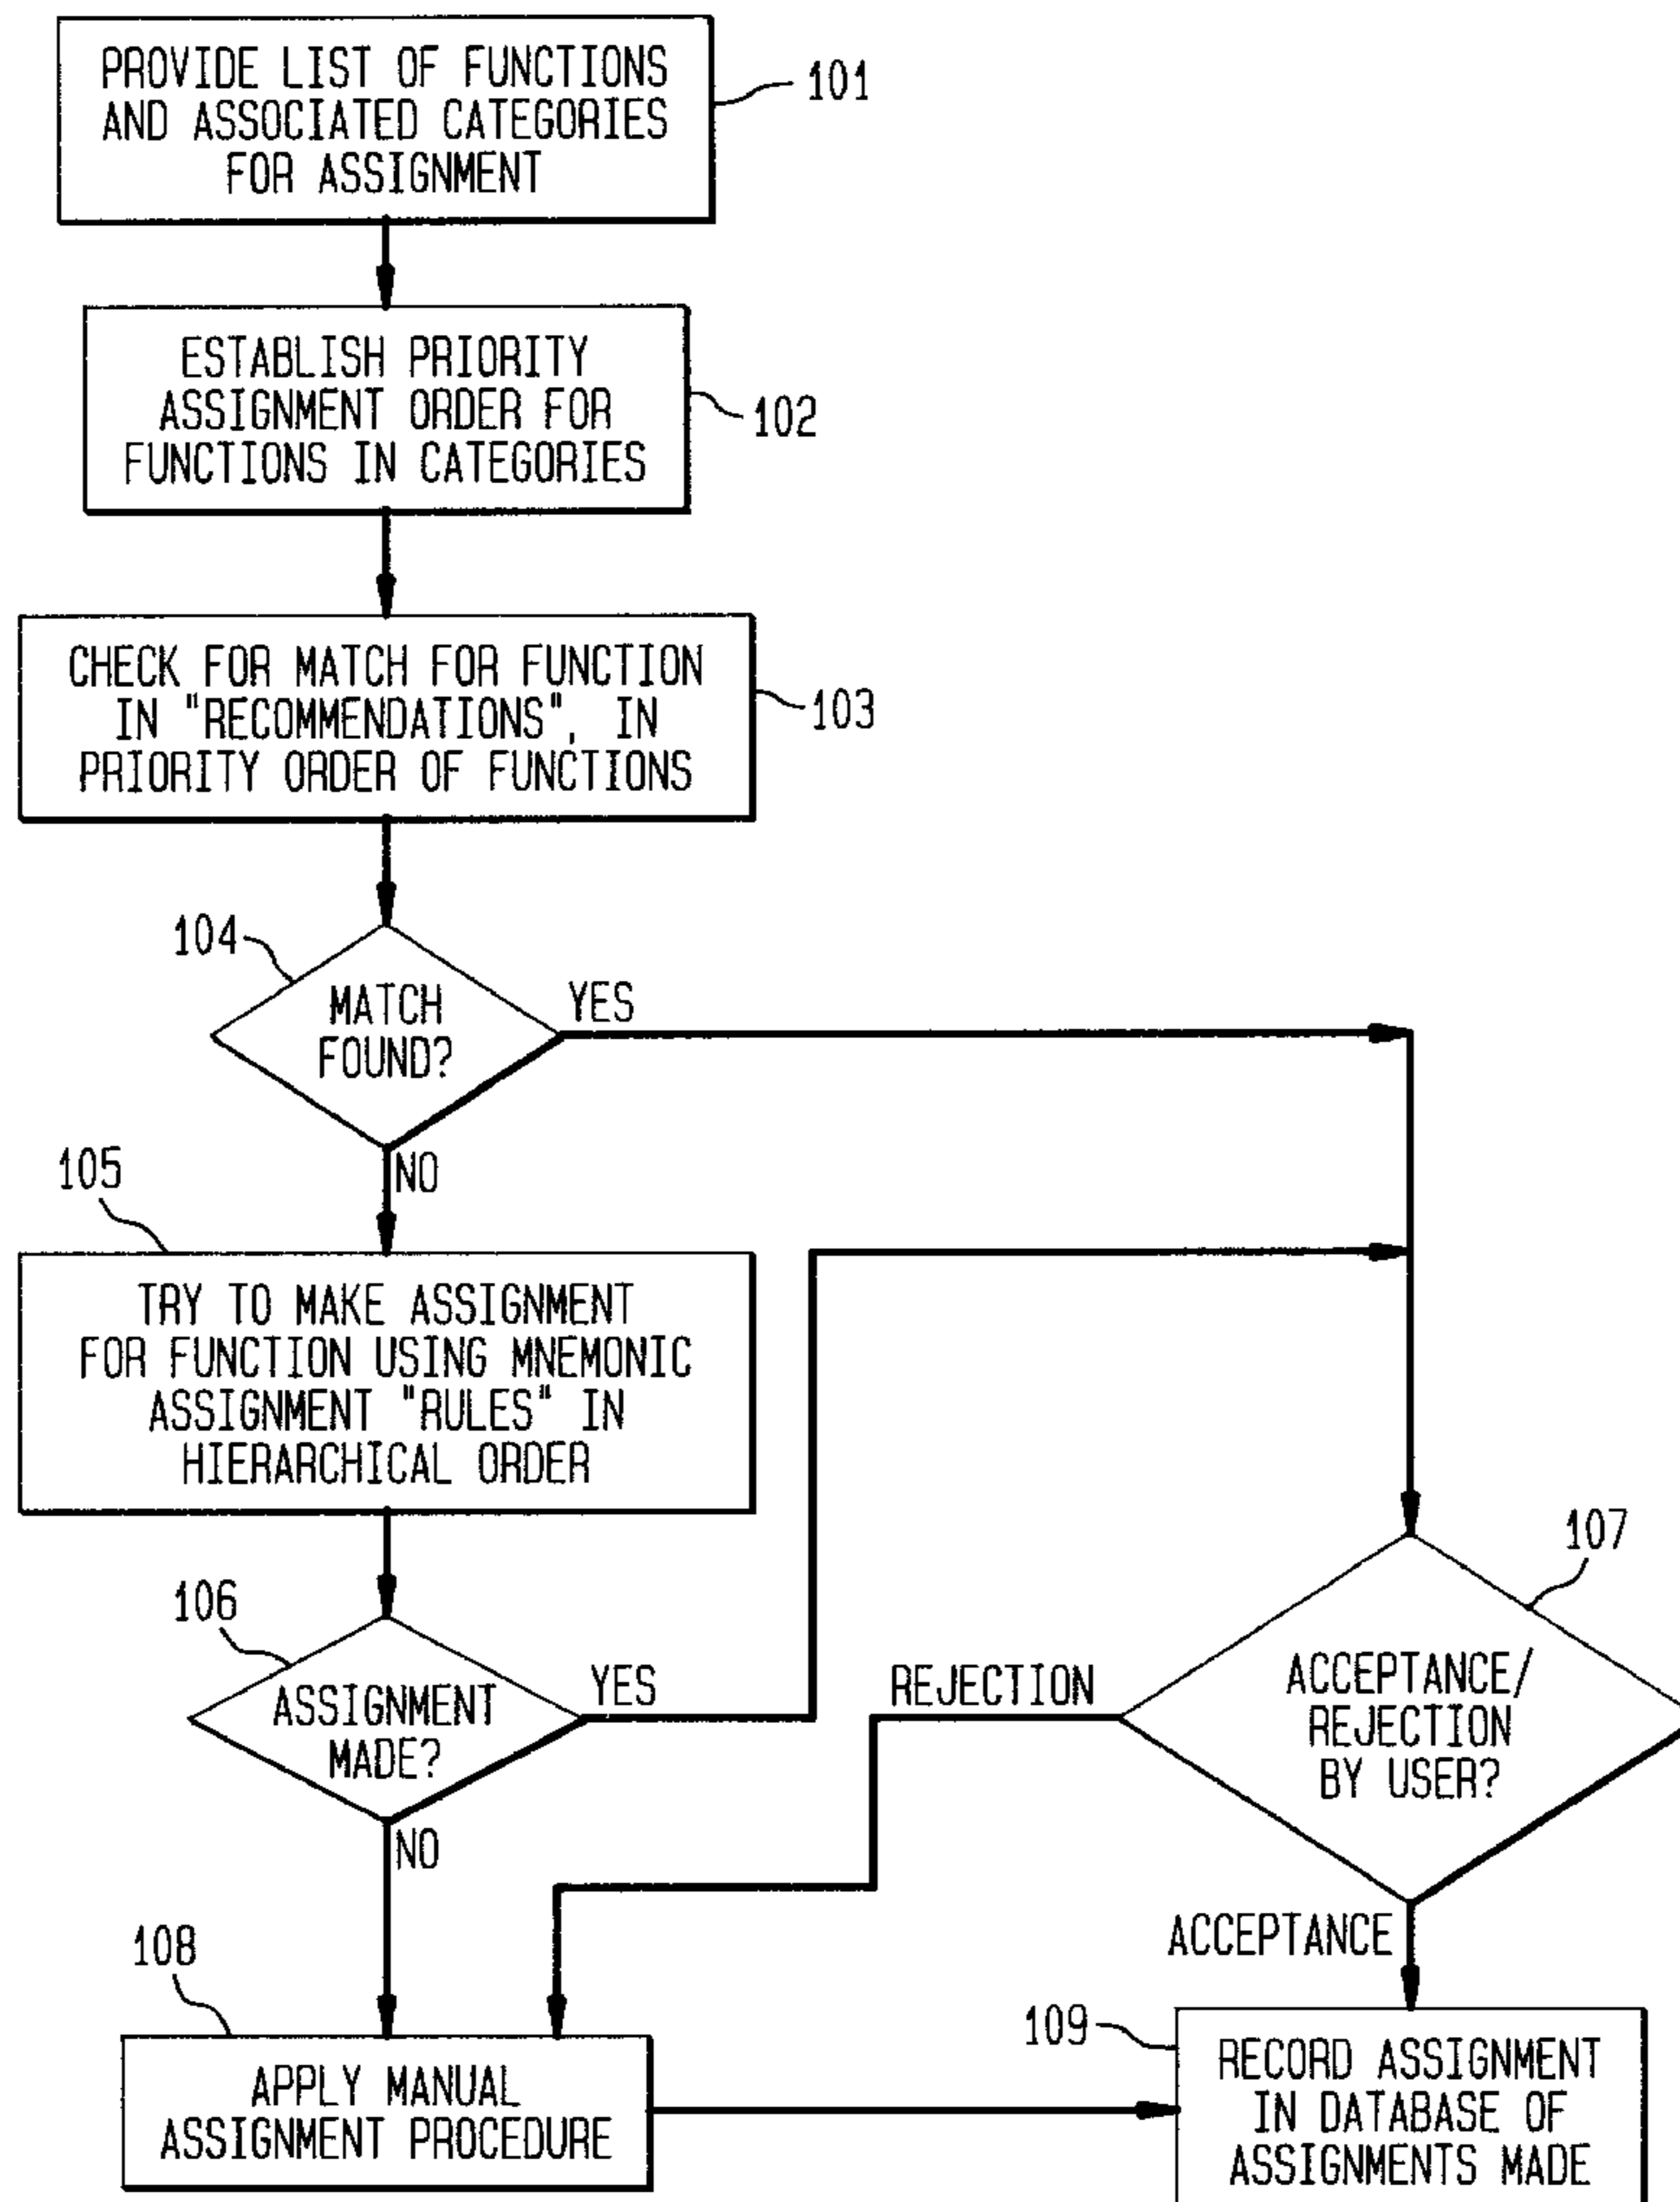 PROVIDE LIST OF FUNCTIONS
AND ASSOCIATED CATEGORIES
FOR ASSIGNMENT
101
ESTABLISH PRIORITY
ASSIGNMENT ORDER FOR
FUNCTIONS IN CATEGORIES
102
CHECK FOR MATCH FOR FUNCTION
IN "RECOMMENDATIONS", IN
PRIORITY ORDER OF FUNCTIONS
103
104
MATCH
FOUND?
YES
NO
105
TRY TO MAKE ASSIGNMENT
FOR FUNCTION USING MNEMONIC
ASSIGNMENT "RULES" IN
HIERARCHICAL ORDER
106
ASSIGNMENT
MADE?
YES
NO
107
ACCEPTANCE/
REJECTION
BY USER?
REJECTION
ACCEPTANCE
108
APPLY MANUAL
ASSIGNMENT PROCEDURE
109
RECORD ASSIGNMENT
IN DATABASE OF
ASSIGNMENTS MADE